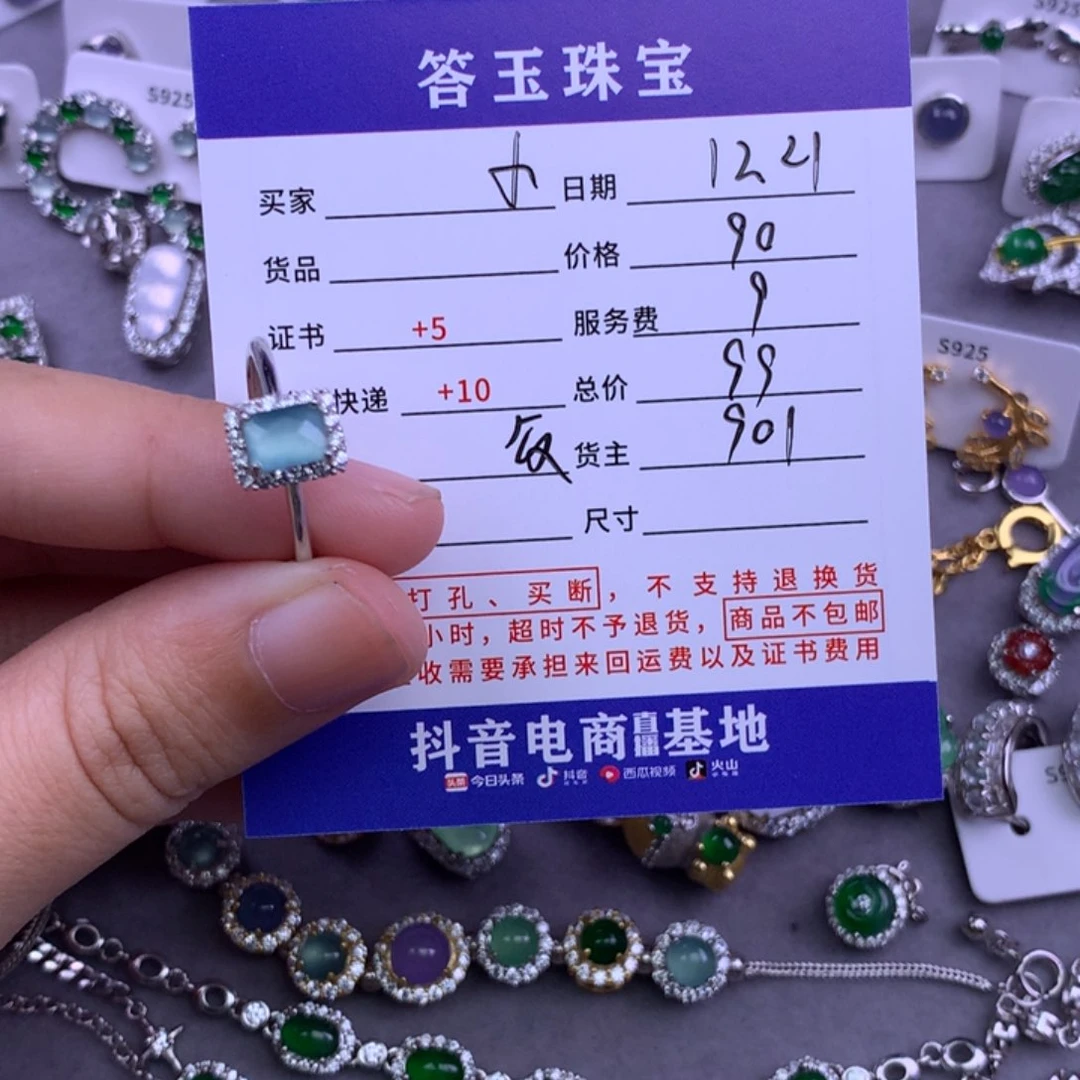 答玉珠宝
买家 日期 1221
货品 价格 90
证书 +5 服务费 9
快递 +10 总价 99
货主 901
尺寸
打孔、买断，不支持退换货
小时，超时不予退货，商品不包邮
收需要承担来回运费以及证书费用
抖音电商直播基地
今日头条 抖音 西瓜视频 火山
S925
S925
S925